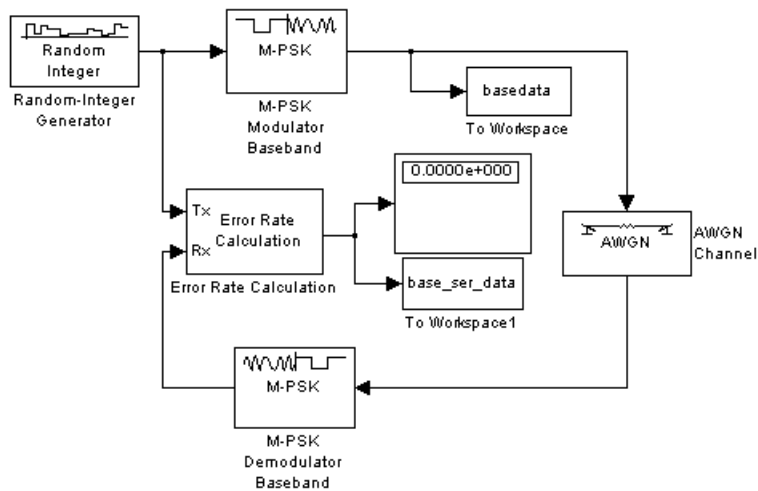 Random
Integer
Random-Integer
Generator
M-PSK
M-PSK
Modulator
Baseband
basedata
To Workspace
0.0000e+000
Tx
Rx
Error Rate
Calculation
Error Rate Calculation
base_ser_data
To Workspace1
AWGN
AWGN
Channel
M-PSK
M-PSK
Demodulator
Baseband